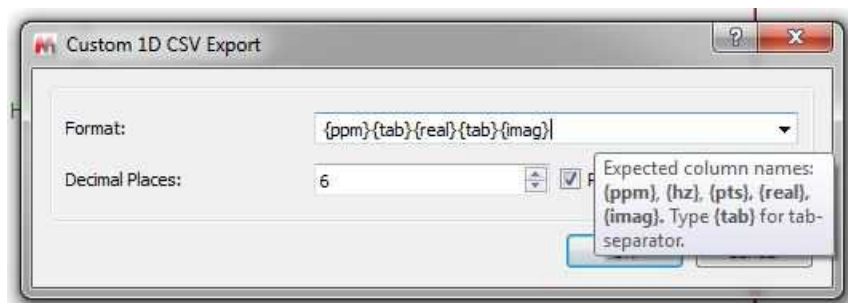 Custom 1D CSV Export
Format:
{ppm}{tab}{real}{tab}{imag}
Decimal Places:
6
Expected column names:
{ppm}, {hz}, {pts}, {real},
{imag}. Type {tab} for tab-
separator.